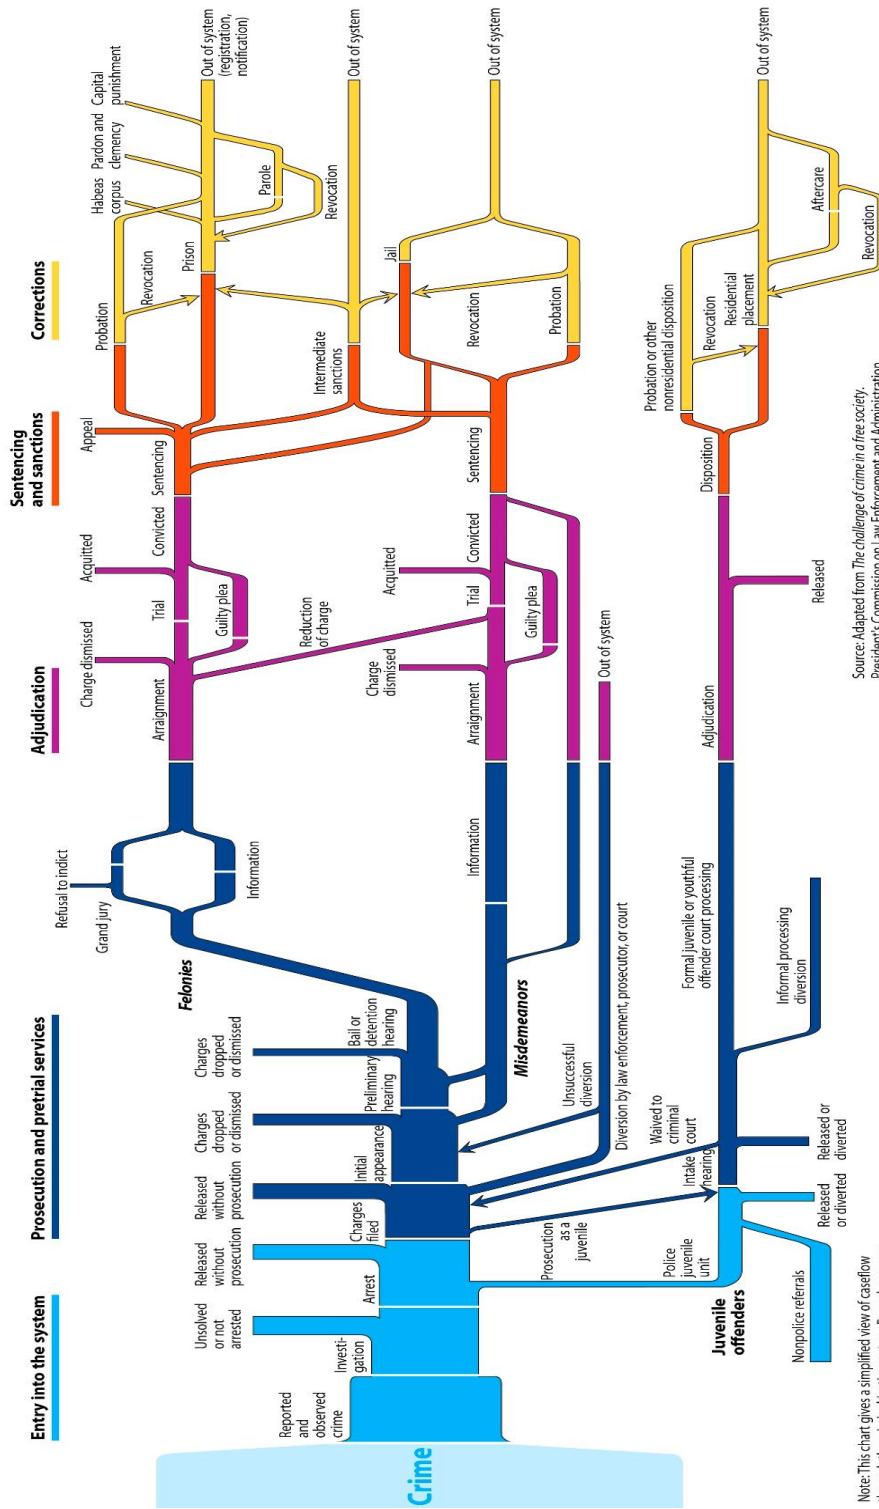 Entry into the system
Prosecution and pretrial services
Adjudication
Sentencing
and sanctions
Corrections
Crime
Reported
and
observed
crime
Investi-
gation
Unsolved
or not
arrested
Arrest
Released
without
prosecution
Charges
filed
Released
without
prosecution
Initial
appearance
Charges
dropped
or dismissed
Preliminary
hearing
Charges
dropped
or dismissed
Bail or
detention
hearing
Felonies
Grand jury
Refusal to indict
Information
Arraignment
Charge dismissed
Trial
Acquitted
Convicted
Guilty plea
Reduction
of charge
Sentencing
Appeal
Probation
Revocation
Prison
Habeas
corpus
Pardon and
clemency
Capital
punishment
Out of system
(registration,
notification)
Parole
Revocation
Intermediate
sanctions
Out of system
Misdemeanors
Information
Arraignment
Charge
dismissed
Trial
Acquitted
Convicted
Guilty plea
Sentencing
Jail
Revocation
Probation
Out of system
Unsuccessful
diversion
Diversion by law enforcement, prosecutor, or court
Out of system
Prosecution
as a
juvenile
Waived to
criminal
court
Police
juvenile
unit
Juvenile
offenders
Nonpolice referrals
Intake
hearing
Released
or diverted
Released or
diverted
Formal juvenile or youthful
offender court processing
Informal processing
diversion
Adjudication
Released
Disposition
Probation or other
nonresidential disposition
Revocation
Residential
placement
Out of system
Aftercare
Revocation
Note: This chart gives a simplified view of caseflow
Source: Adapted from The challenge of crime in a free society.
President's Commission on Law Enforcement and Administration